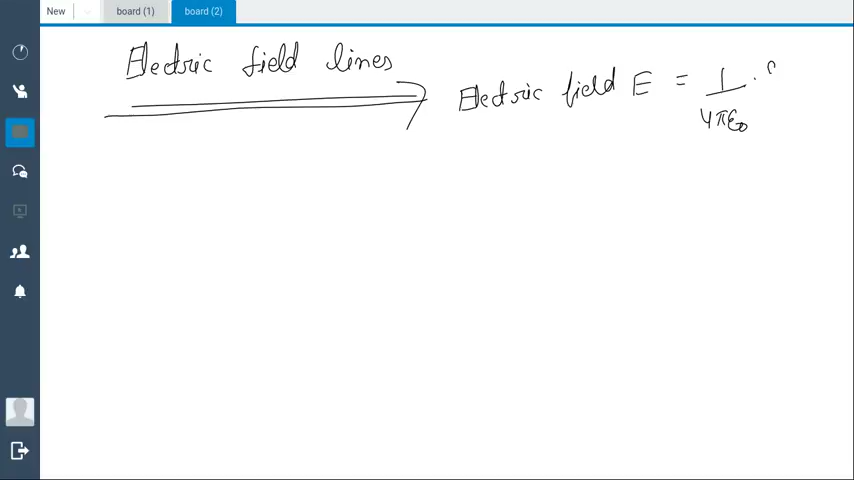 New board (1) board (2)
Electric field lines
Electric field E = 1/4πε0 .